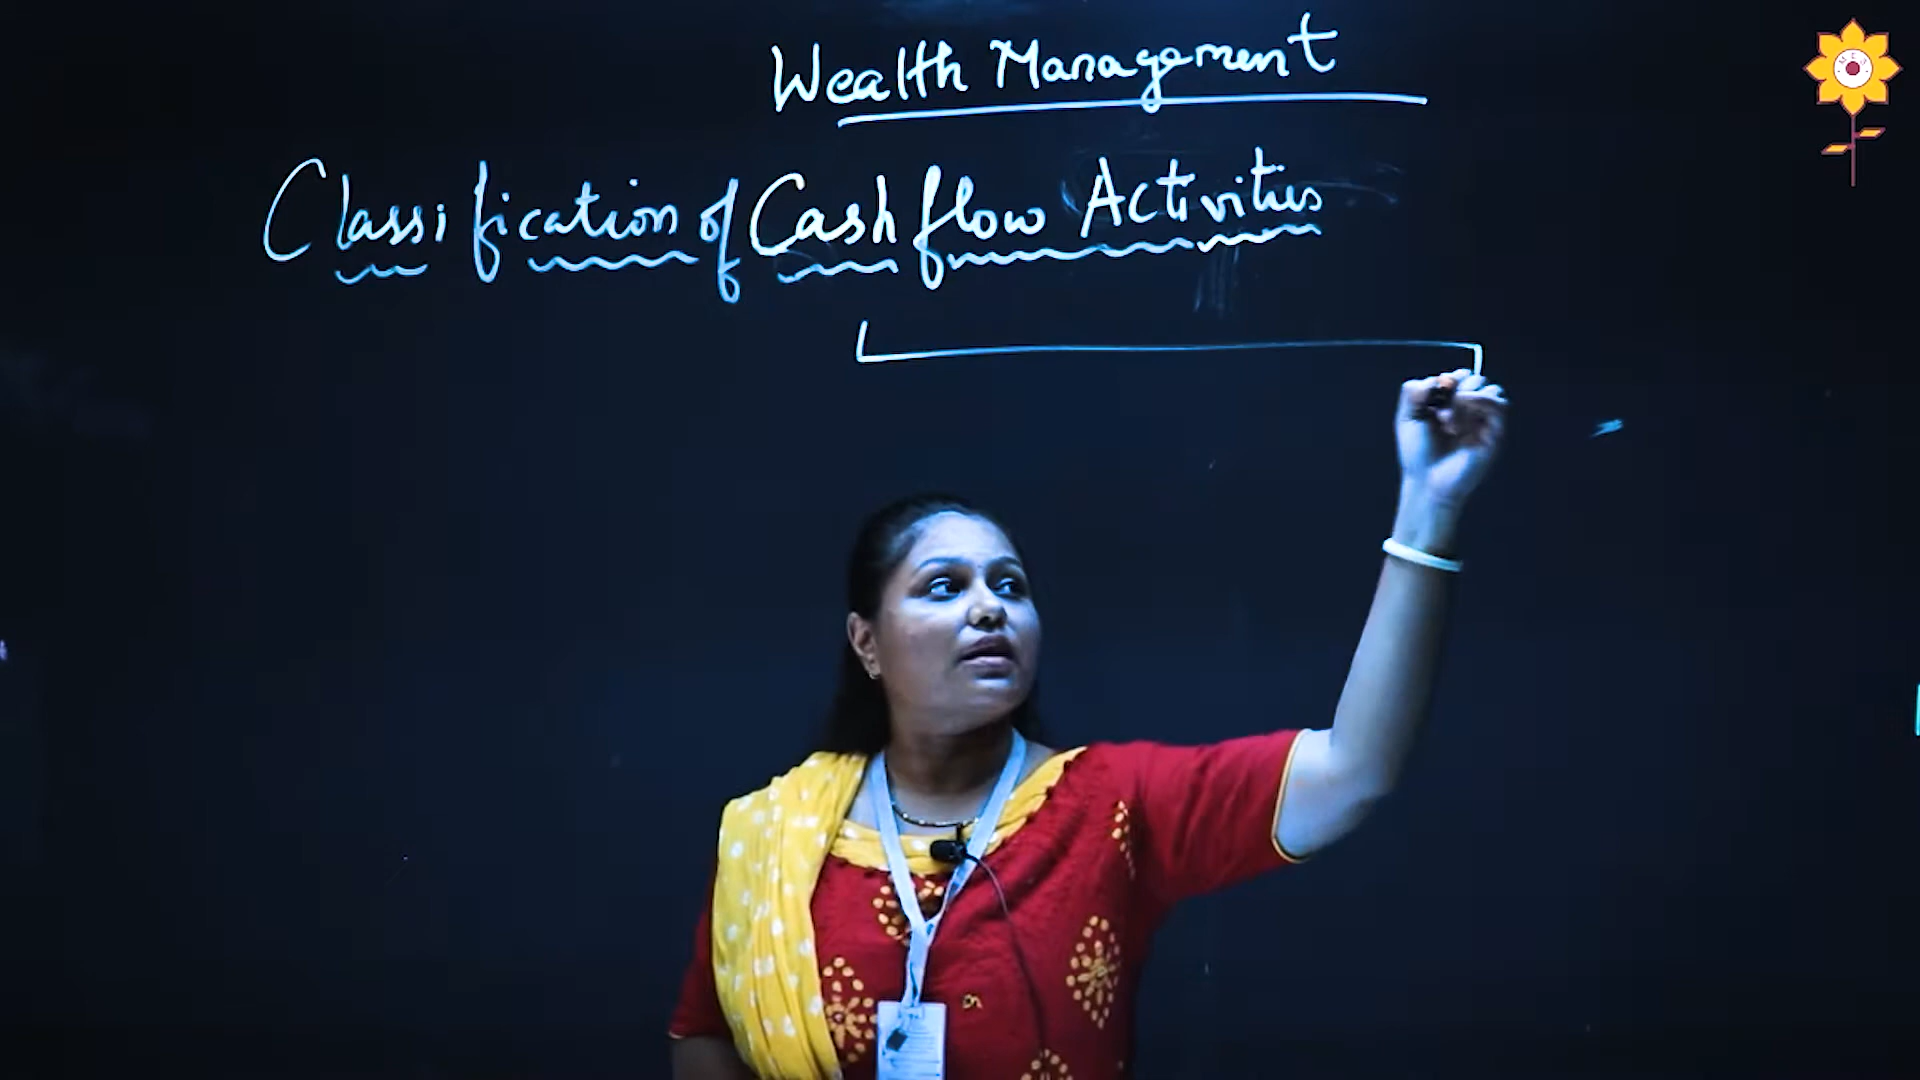 Wealth Management
Classification of Cash flow Activities